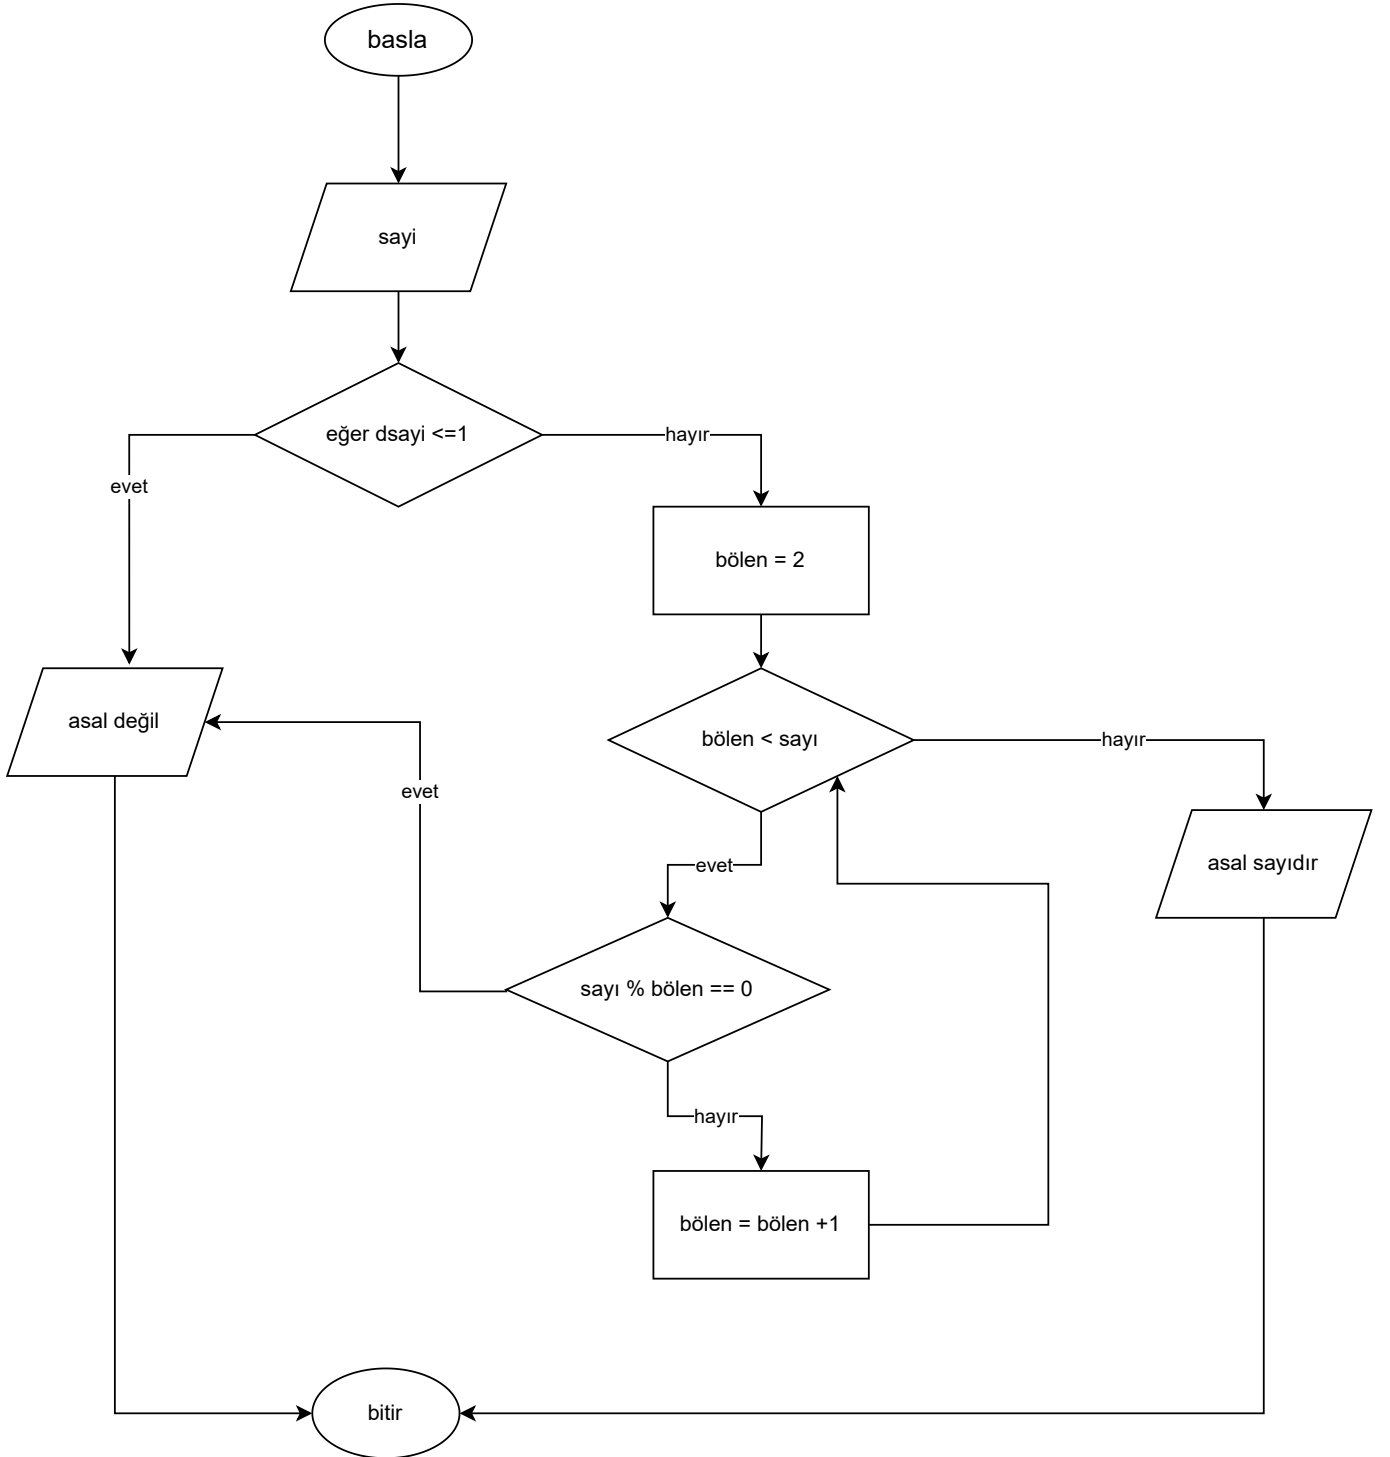 basla
sayi
eğer dsayi <=1
hayır
evet
bölen = 2
asal değil
bölen < sayı
hayır
evet
evet
asal sayıdır
sayı % bölen == 0
hayır
bölen = bölen +1
bitir